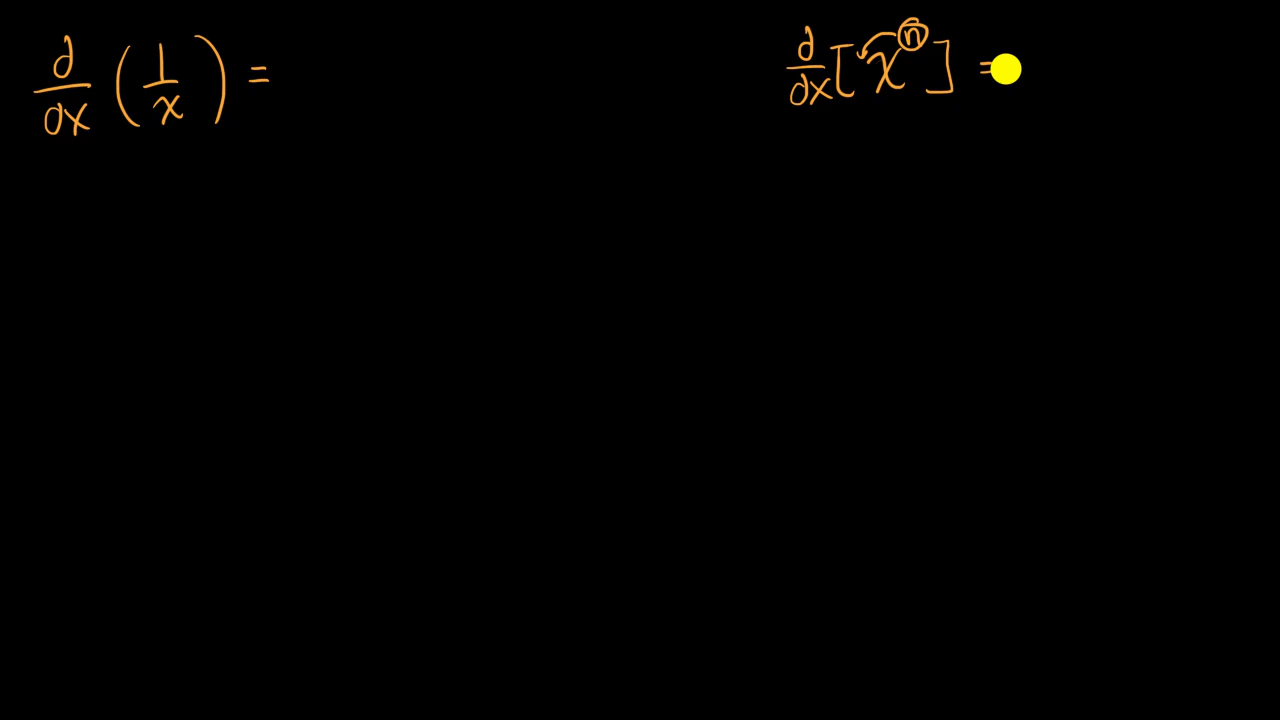 d/dx (1/x) =
d/dx [x^n] =